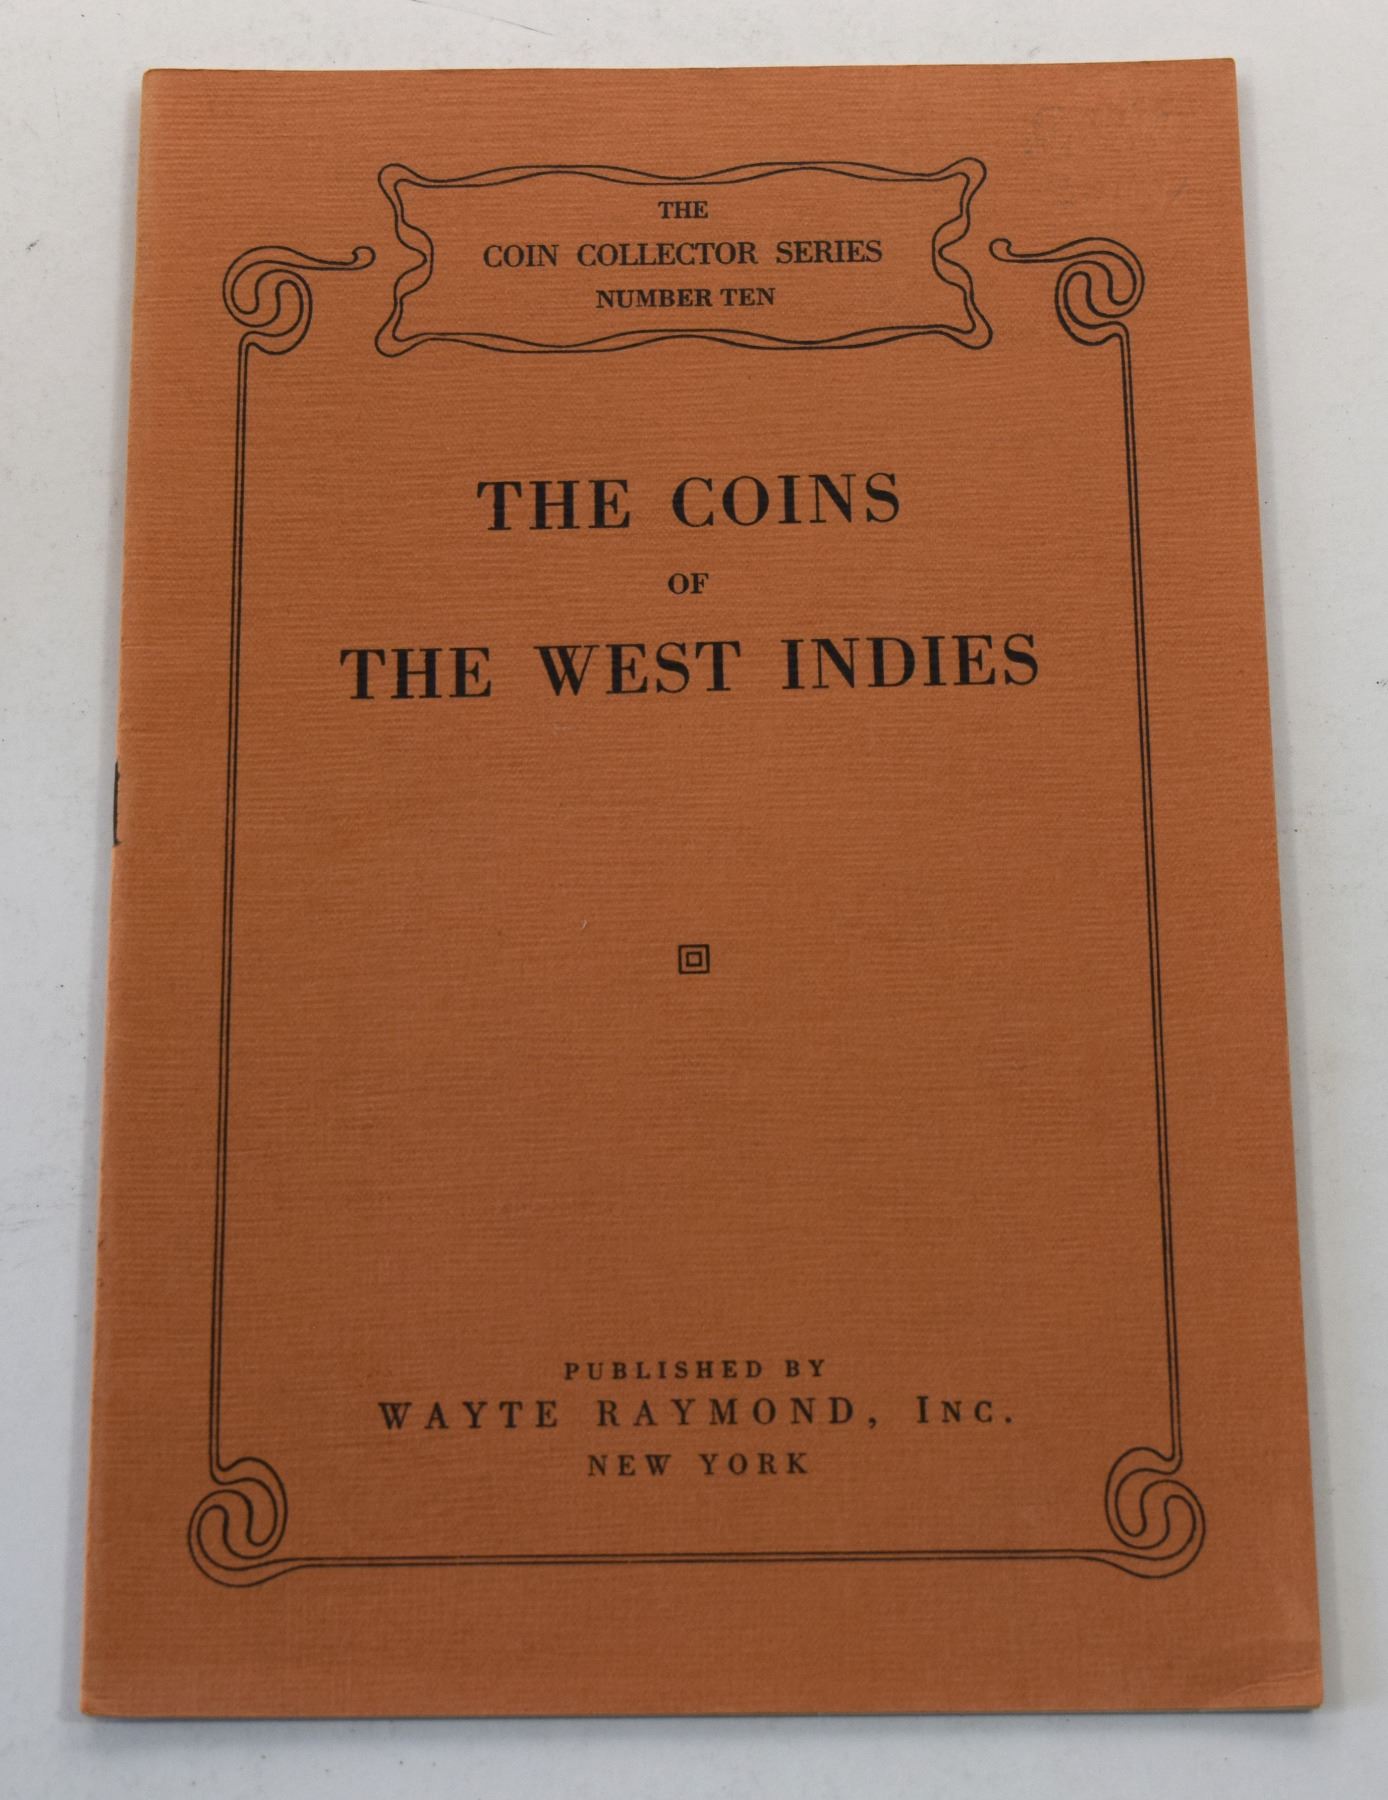 THE
COIN COLLECTOR SERIES
NUMBER TEN
THE COINS
OF
THE WEST INDIES
PUBLISHED BY
WAYTE RAYMOND, INC.
NEW YORK